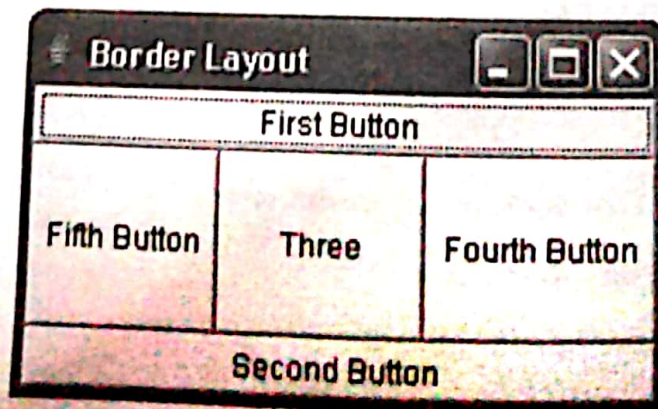 Border Layout
First Button
Fifth Button Three Fourth Button
Second Button